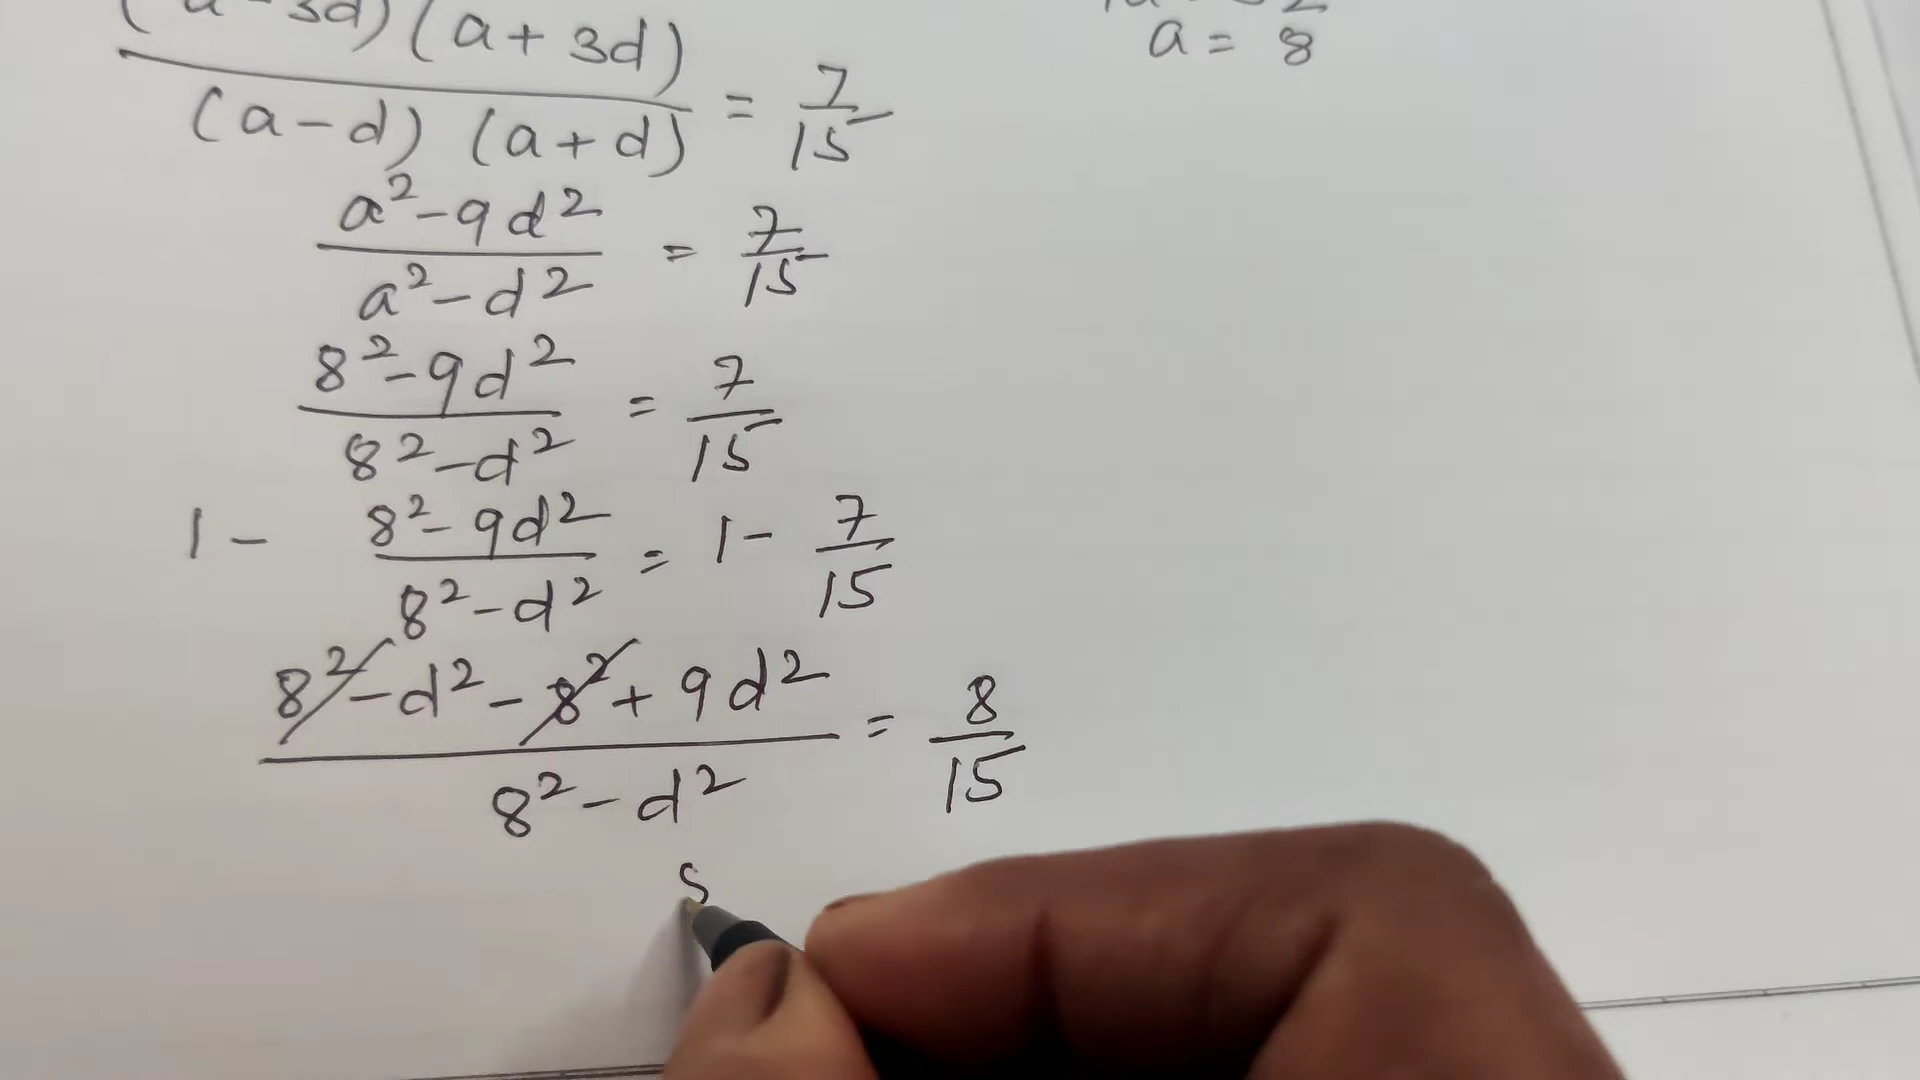 (a-3d)(a+3d)
(a-d) (a+d)
= 7/15
a = 8
a²-9d²
a²-d²
= 7/15
8²-9d²
8²-d²
= 7/15
1- 8²-9d²
8²-d²
= 1- 7/15
8²-d²-8²+9d²
8²-d²
= 8/15